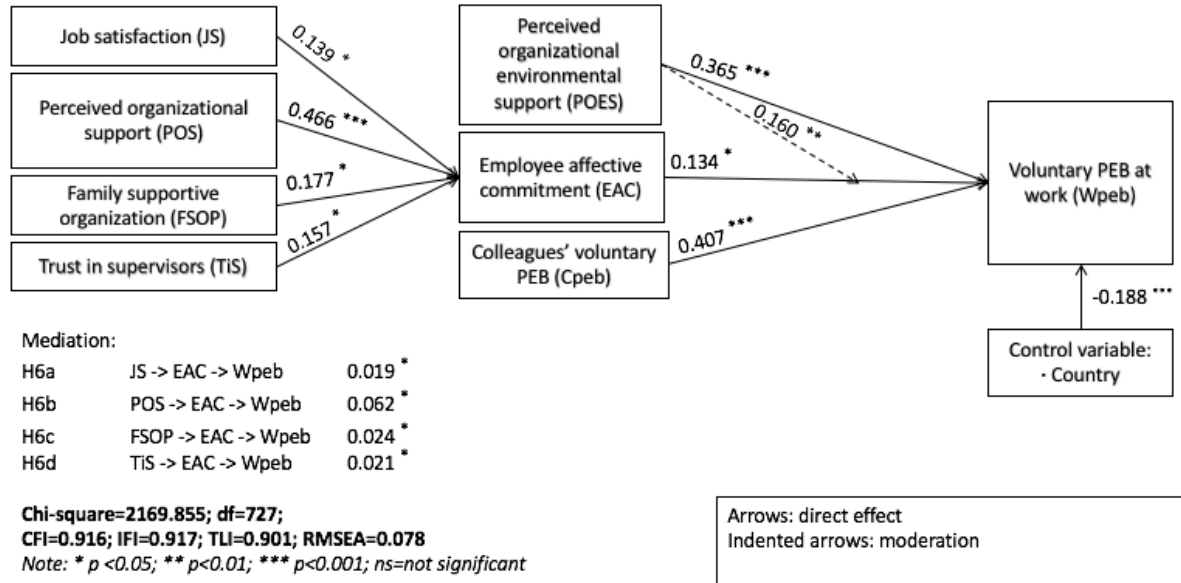 Job satisfaction (JS)
Perceived organizational
support (POS)
Family supportive
organization (FSOP)
Trust in supervisors (TiS)
0.139 *
0.466 ***
0.177 *
0.157 *
Perceived
organizational
environmental
support (POES)
Employee affective
commitment (EAC)
Colleagues' voluntary
PEB (Cpeb)
0.365 ***
0.160 **
0.134 *
0.407 ***
Voluntary PEB at
work (Wpeb)
-0.188 ***
Control variable:
· Country
Mediation:
H6a JS -> EAC -> Wpeb 0.019 *
H6b POS -> EAC -> Wpeb 0.062 *
H6c FSOP -> EAC -> Wpeb 0.024 *
H6d TiS -> EAC -> Wpeb 0.021 *
Chi-square=2169.855; df=727;
CFI=0.916; IFI=0.917; TLI=0.901; RMSEA=0.078
Note: * p <0.05; ** p<0.01; *** p<0.001; ns=not significant
Arrows: direct effect
Indented arrows: moderation